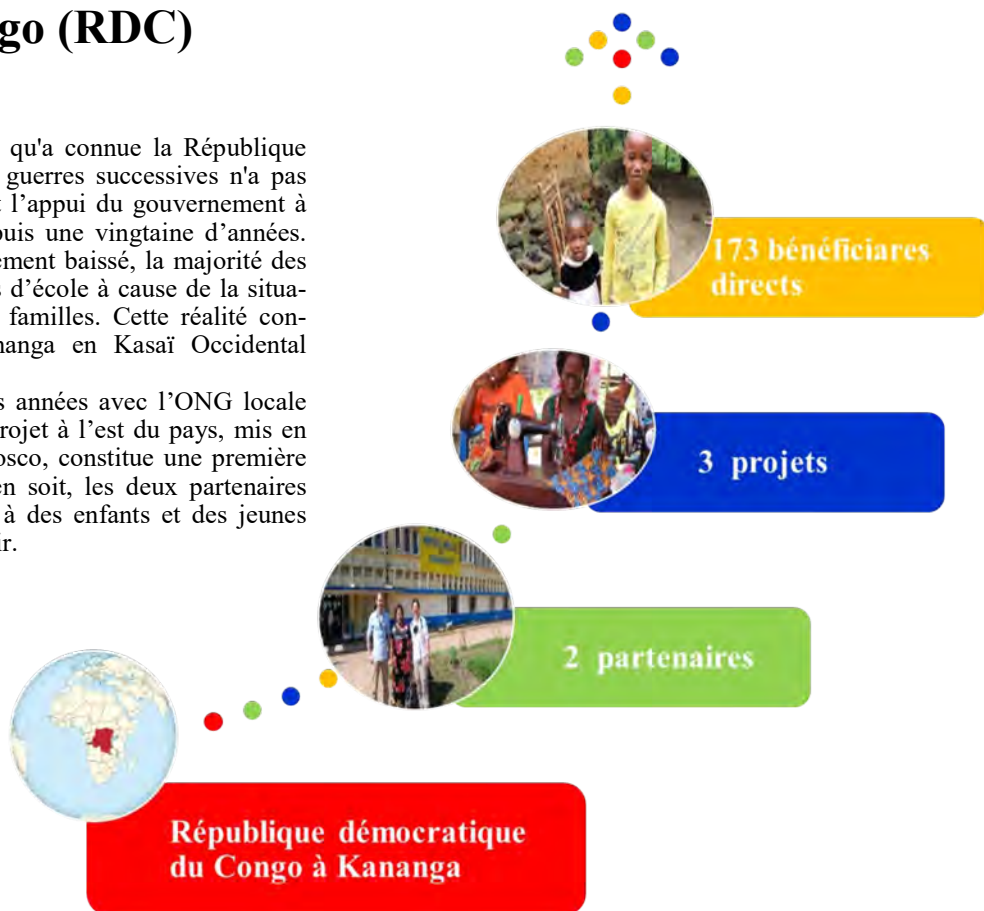 go (RDC)
qu'a connue la République
guerres successives n'a pas
l’appui du gouvernement à
puis une vingtaine d’années.
ement baissé, la majorité des
s d’école à cause de la situa-
familles. Cette réalité con-
nanga en Kasaï Occidental
s années avec l’ONG locale
rojet à l’est du pays, mis en
osco, constitue une première
en soit, les deux partenaires
à des enfants et des jeunes
ir.
173 bénéficiares
directs
3 projets
2 partenaires
République démocratique
du Congo à Kananga